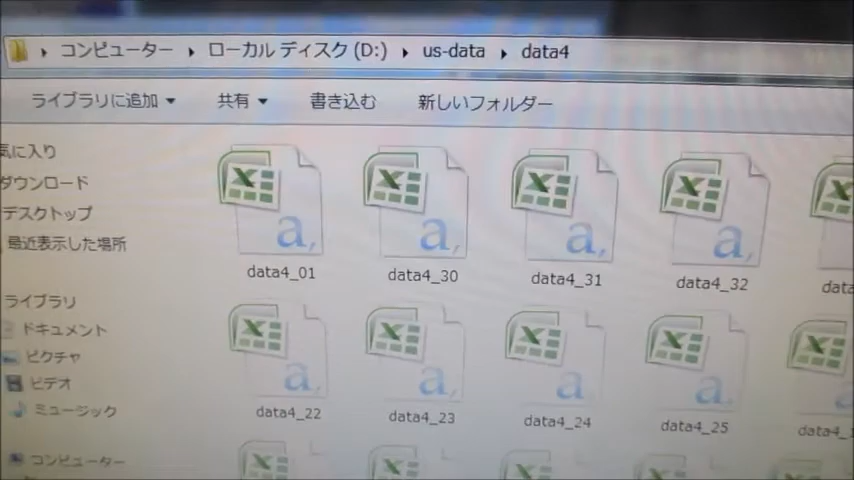 コンピューター ▸ ローカル ディスク (D:) ▸ us-data ▸ data4
ライブラリに追加 ▼ 共有 ▼ 書き込む 新しいフォルダー
気に入り
ダウンロード
デスクトップ
最近表示した場所
ライブラリ
ドキュメント
ピクチャ
ビデオ
ミュージック
コンピューター
data4_01 data4_30 data4_31 data4_32 data
data4_22 data4_23 data4_24 data4_25 data4_1